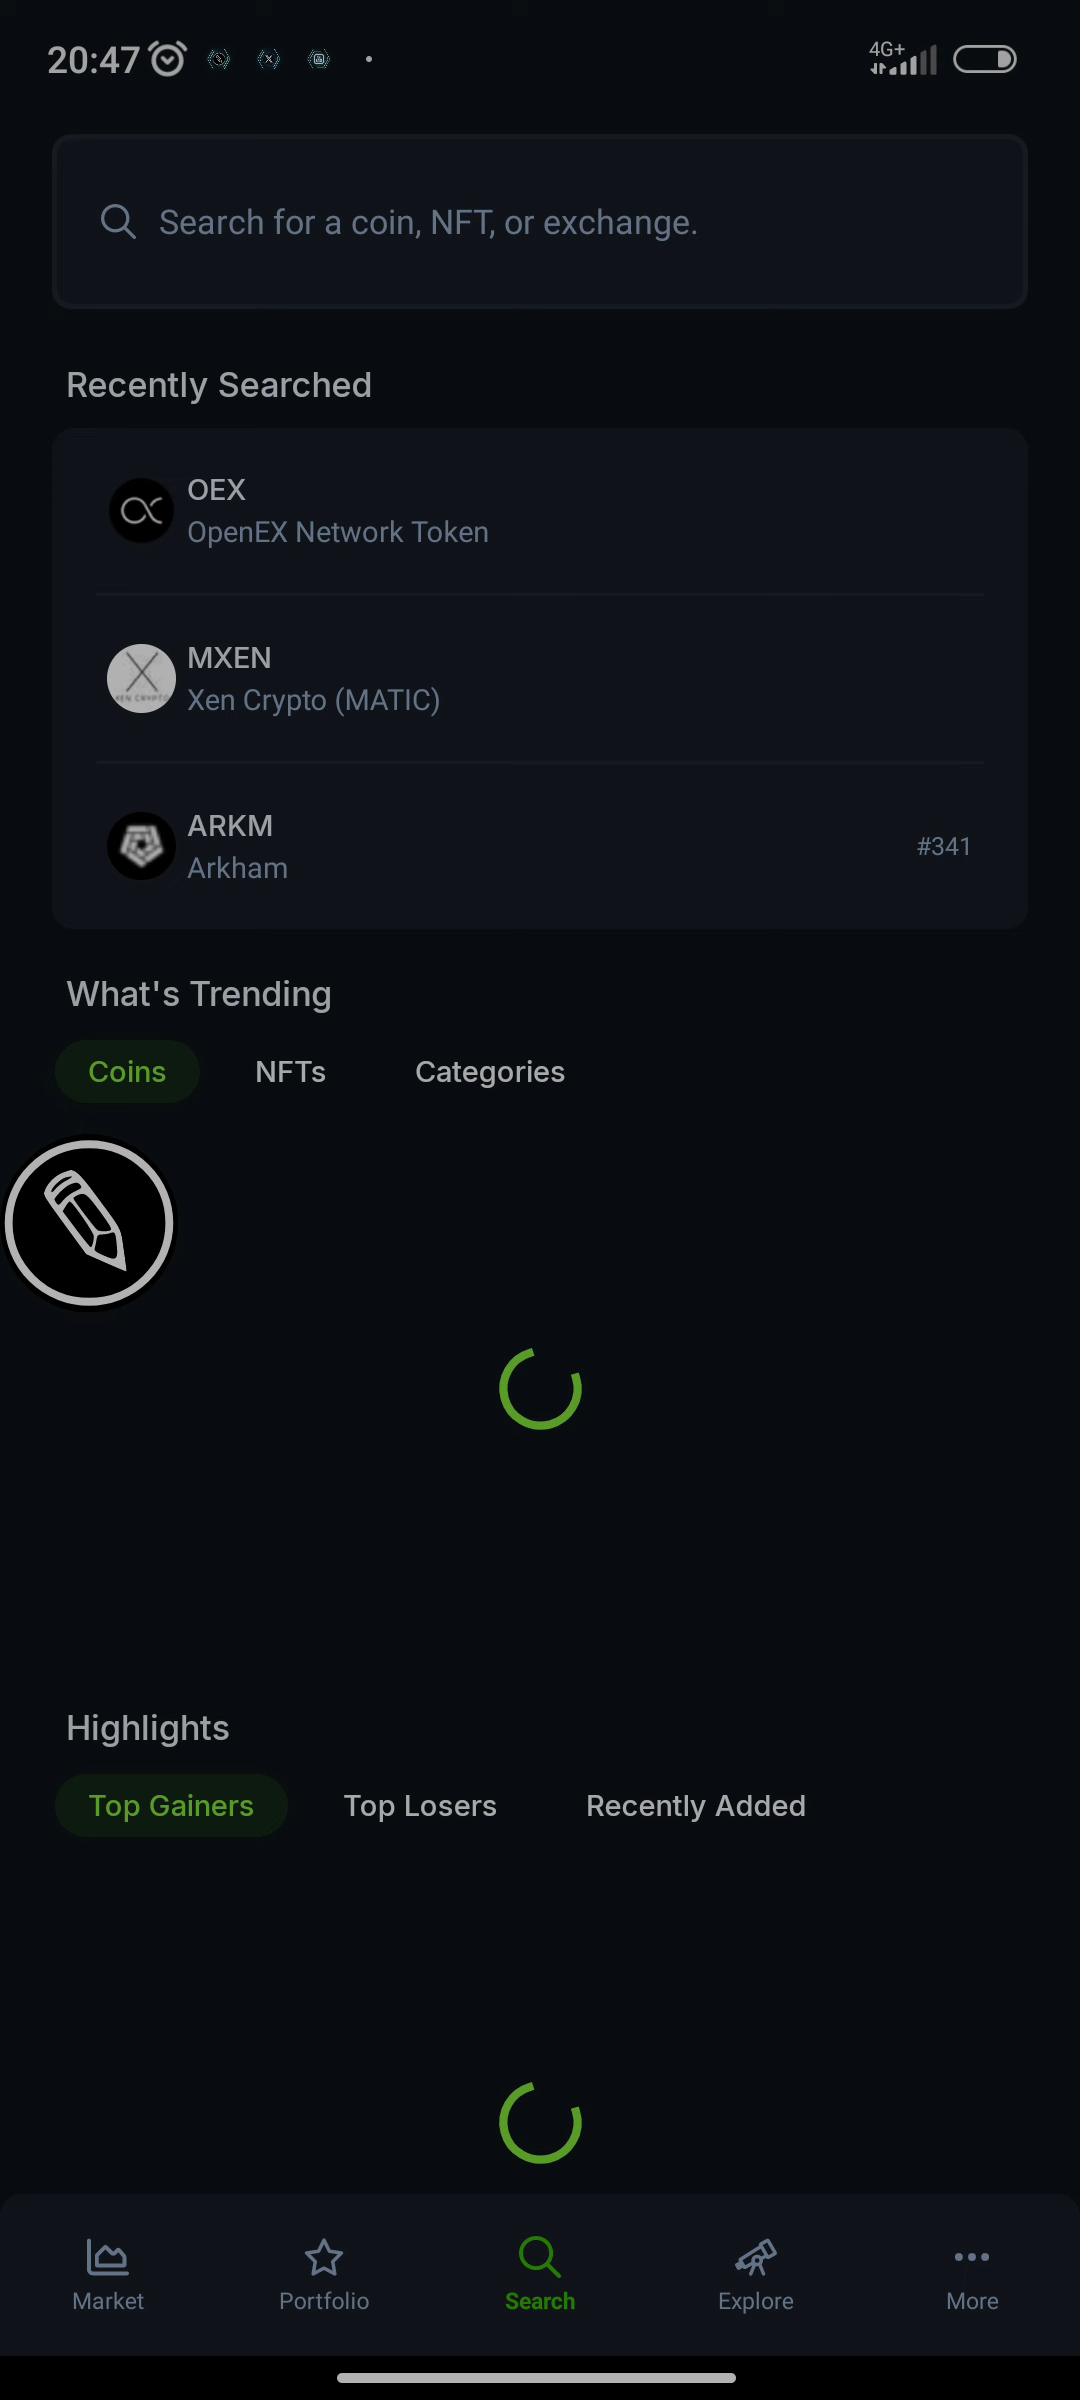 20:47
4G+
Search for a coin, NFT, or exchange.
Recently Searched
OEX
OpenEX Network Token
MXEN
Xen Crypto (MATIC)
XEN CRYPTO
ARKM
#341
Arkham
What's Trending
Coins NFTs Categories
Highlights
Top Gainers Top Losers Recently Added
Market Portfolio Search Explore More